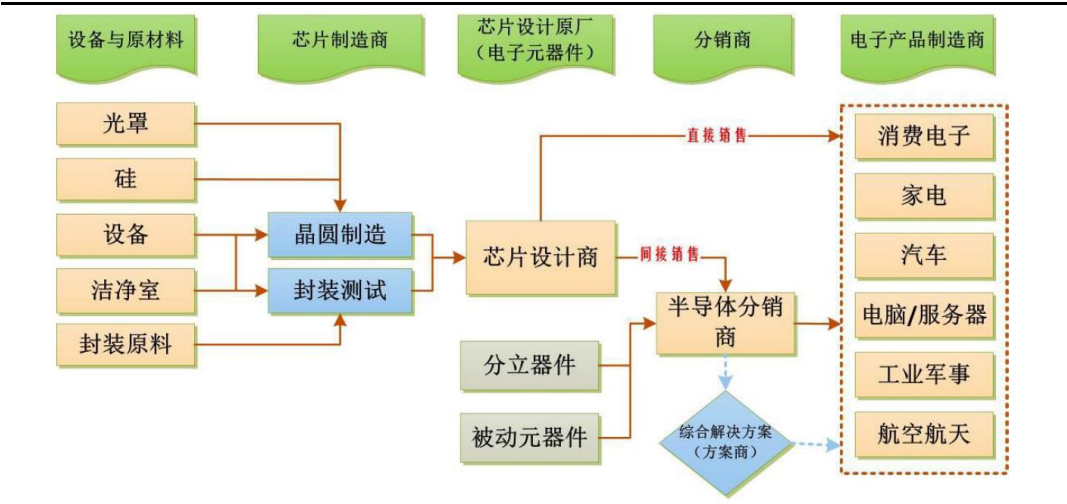 设备与原材料
芯片制造商
芯片设计原厂
（电子元器件）
分销商
电子产品制造商
光罩
硅
设备
洁净室
封装原料
晶圆制造
封装测试
芯片设计商
直接销售
间接销售
半导体分销
商
分立器件
被动元器件
综合解决方案
（方案商）
消费电子
家电
汽车
电脑/服务器
工业军事
航空航天